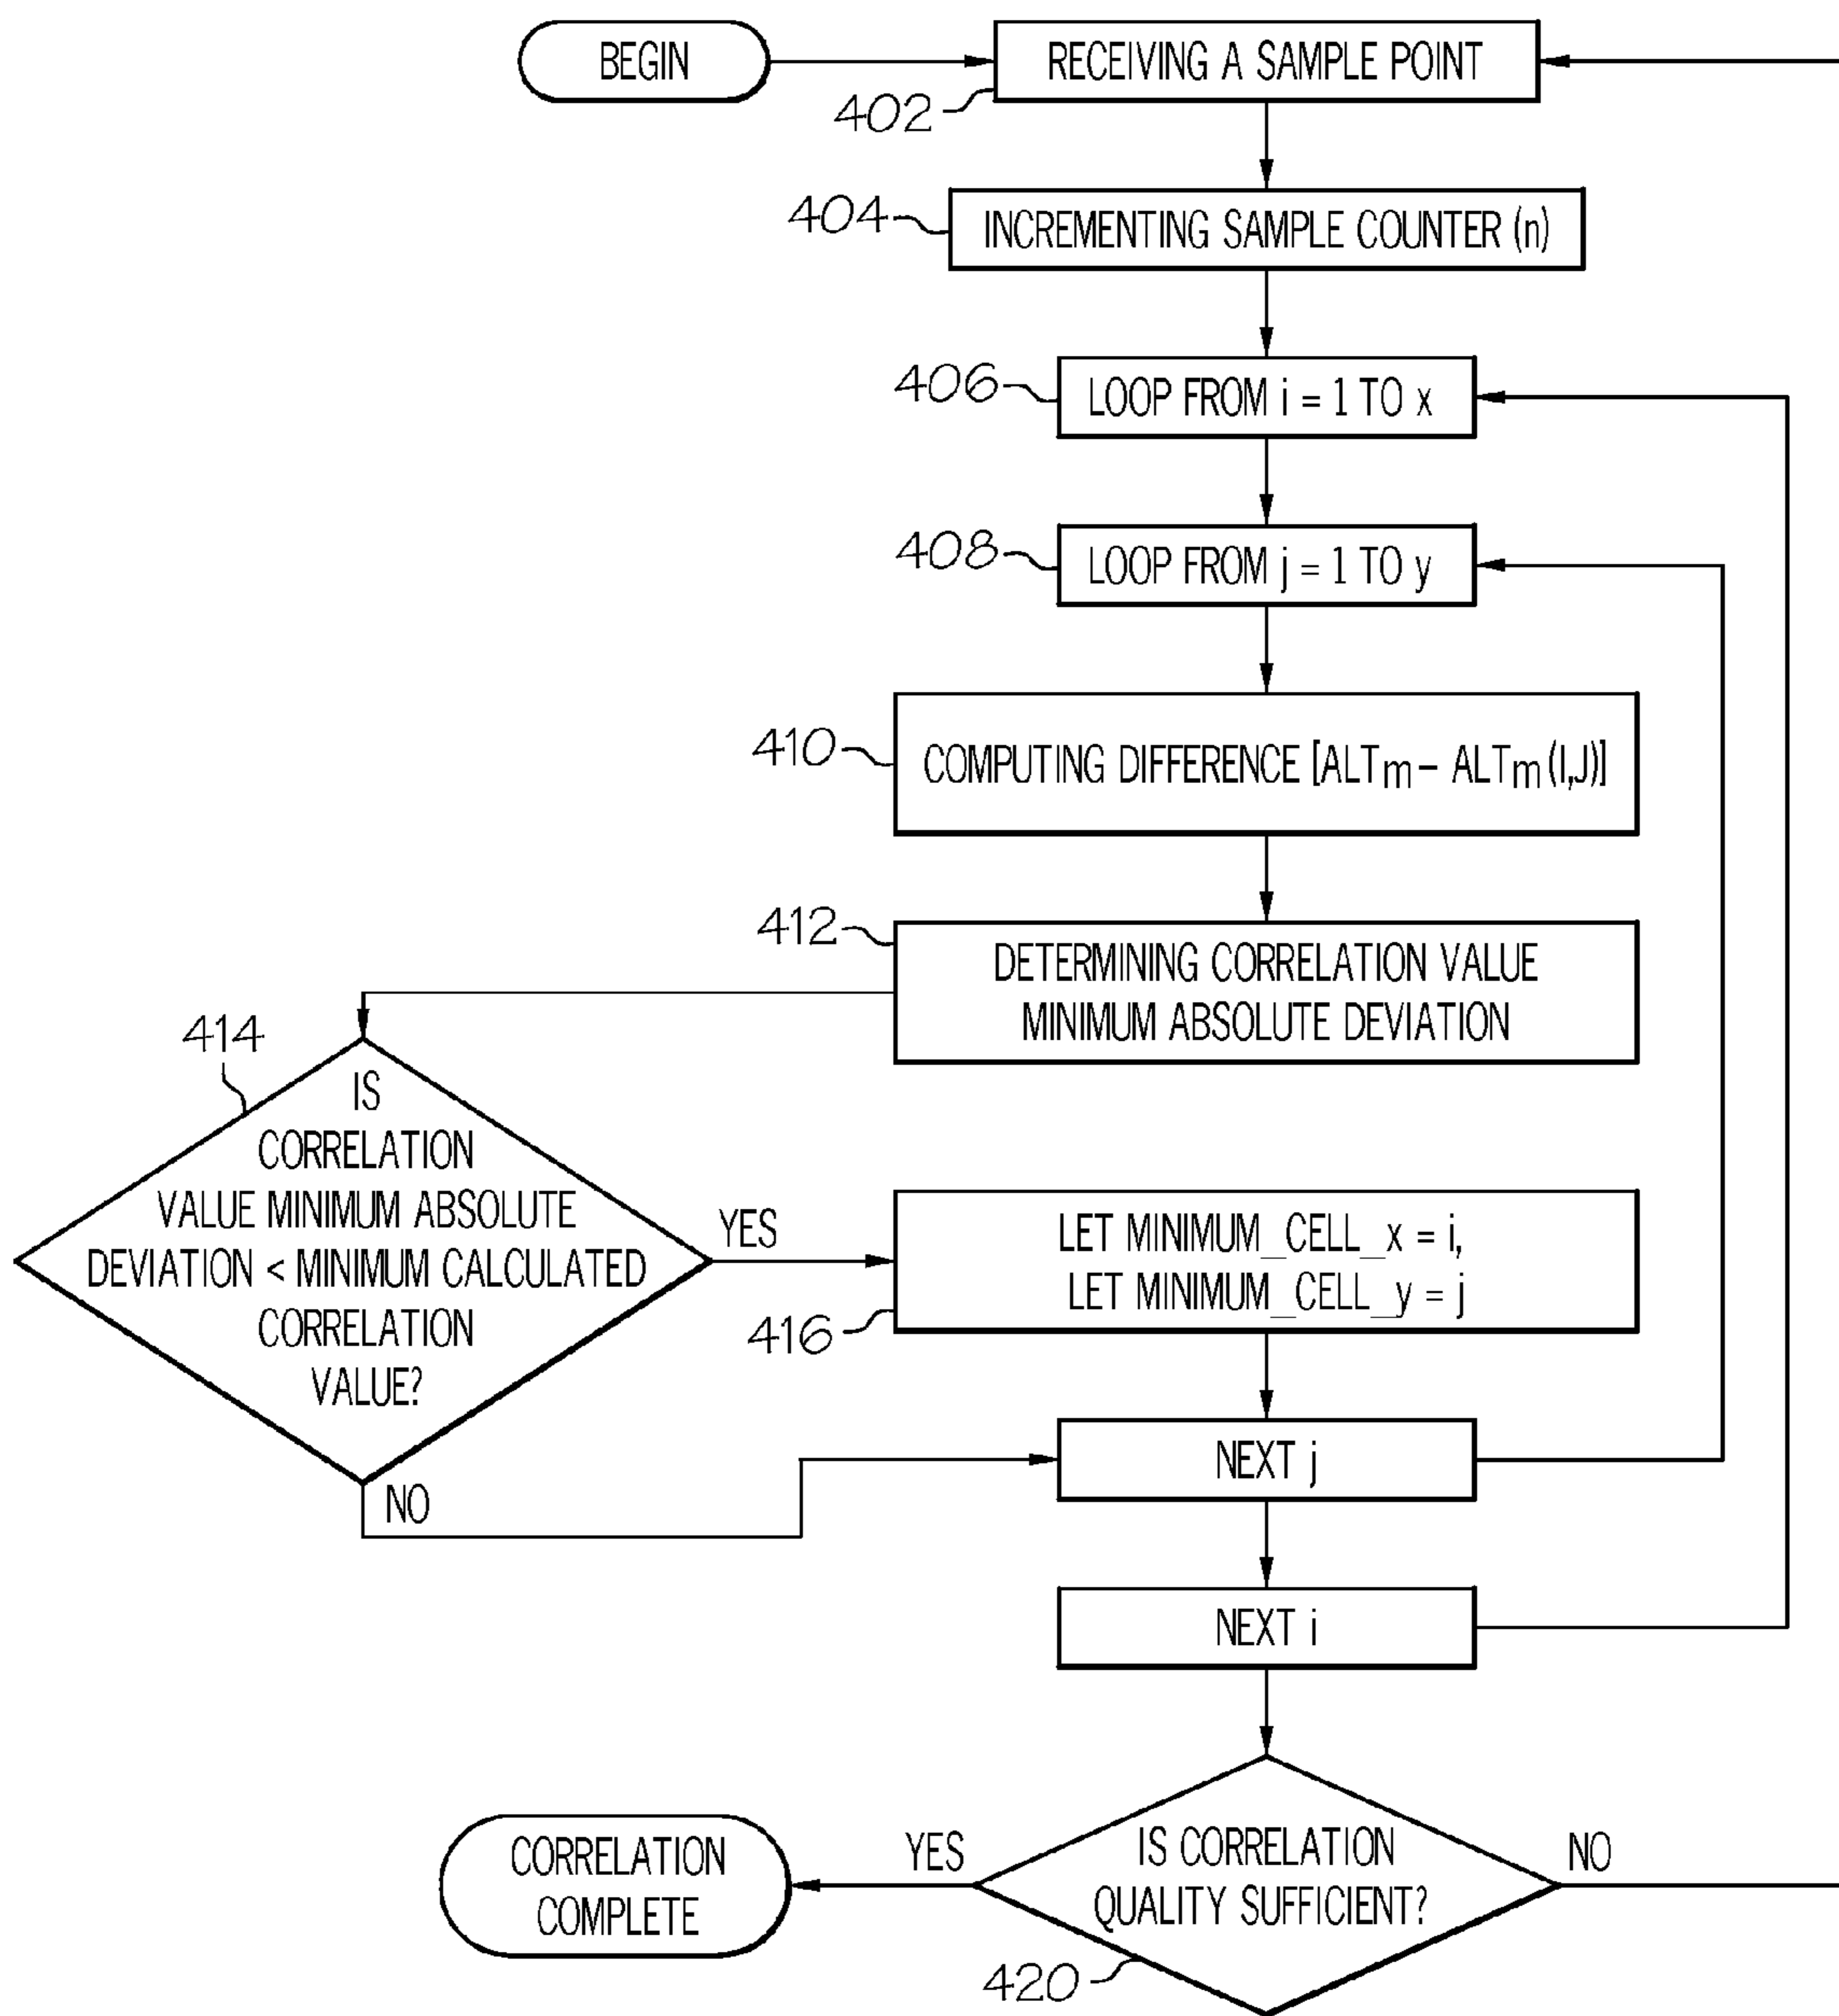 BEGIN
RECEIVING A SAMPLE POINT
402
404
INCREMENTING SAMPLE COUNTER (n)
406
LOOP FROM i = 1 TO x
408
LOOP FROM j = 1 TO y
410
COMPUTING DIFFERENCE [ALTm – ALTm (I,J)]
412
DETERMINING CORRELATION VALUE
MINIMUM ABSOLUTE DEVIATION
414
IS
CORRELATION
VALUE MINIMUM ABSOLUTE
DEVIATION < MINIMUM CALCULATED
CORRELATION
VALUE?
YES
LET MINIMUM_CELL_x = i,
LET MINIMUM_CELL_y = j
416
NO
NEXT j
NEXT i
IS CORRELATION
QUALITY SUFFICIENT?
420
YES
NO
CORRELATION
COMPLETE